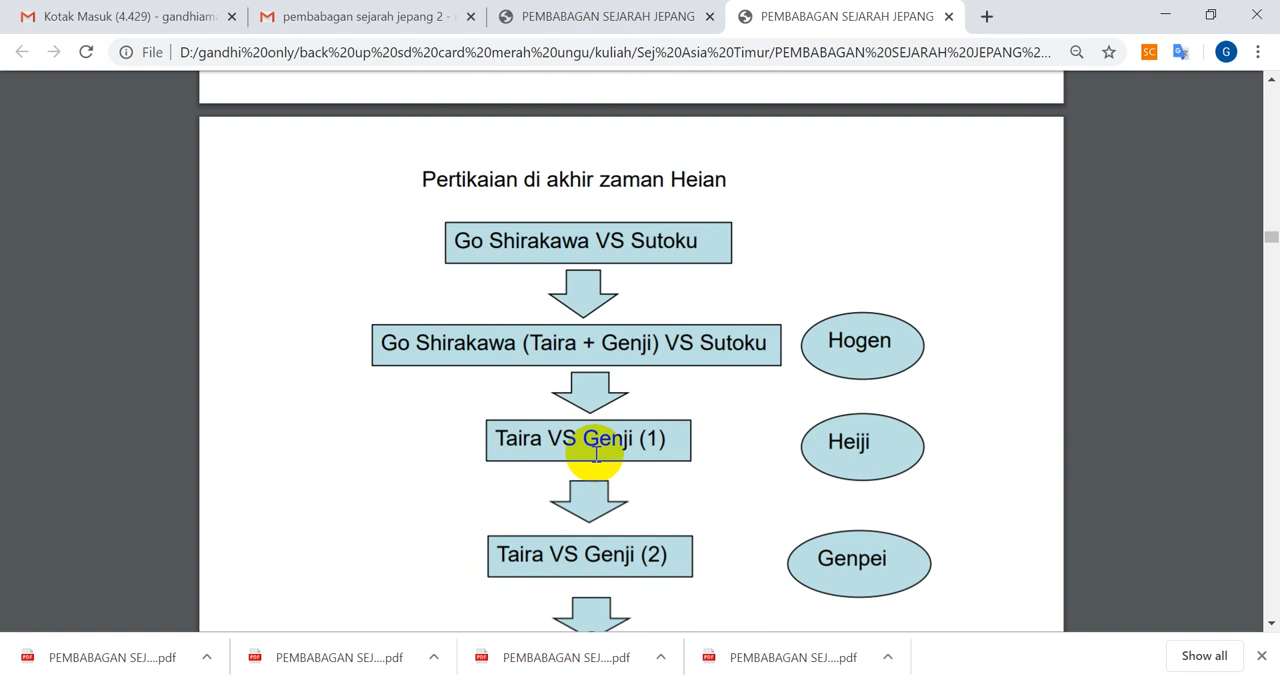 Kotak Masuk (4.429) - gandhiam
pembabagan sejarah jepang 2 -
PEMBABAGAN SEJARAH JEPANG
PEMBABAGAN SEJARAH JEPANG
File
D:/gandhi%20only/back%20up%20sd%20card%20merah%20ungu/kuliah/Sej%20Asia%20Timur/PEMBABAGAN%20SEJARAH%20JEPANG%2...
SC
G
Pertikaian di akhir zaman Heian
Go Shirakawa VS Sutoku
Go Shirakawa (Taira + Genji) VS Sutoku
Hogen
Taira VS Genji (1)
Heiji
Taira VS Genji (2)
Genpei
PEMBABAGAN SEJ....pdf
PEMBABAGAN SEJ....pdf
PEMBABAGAN SEJ....pdf
PEMBABAGAN SEJ....pdf
Show all